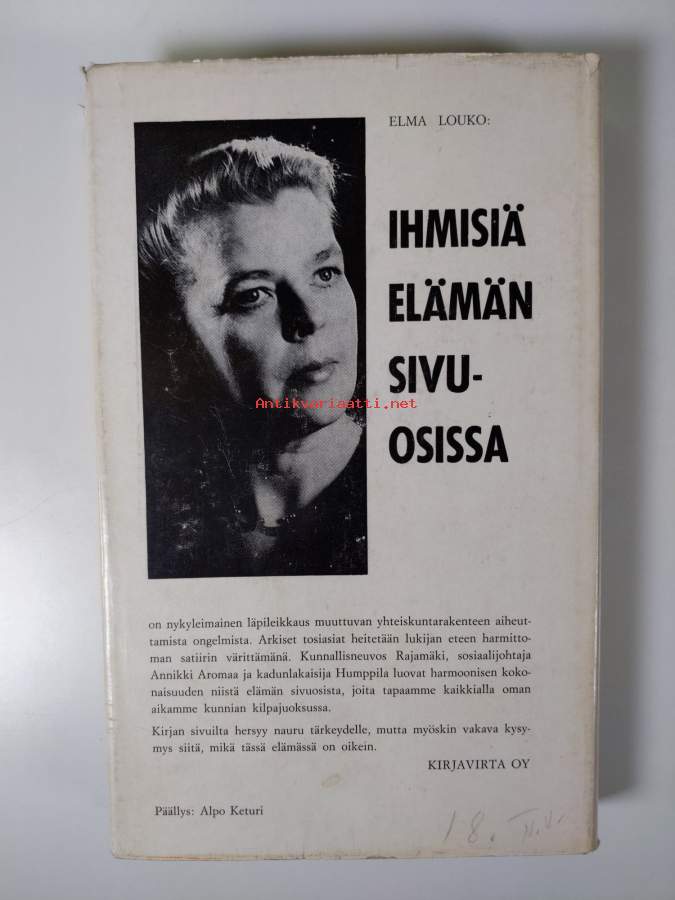 ELMA LOUKO:
IHMISIÄ
ELÄMÄN
SIVU-
OSISSA
Antikvariaatti.net
on nykyleimainen läpileikkaus muuttuvan yhteiskuntarakenteen aiheut-
tamista ongelmista. Arkiset tosiasiat heitetään lukijan eteen harmitto-
man satiirin värittämänä. Kunnallisneuvos Rajamäki, sosiaalijohtaja
Annikki Aromaa ja kadunlakaisija Humppila luovat harmoonisen koko-
naisuuden niistä elämän sivuosista, joita tapaamme kaikkialla oman
aikamme kunnian kilpajuoksussa.
Kirjan sivuilta hersyy nauru tärkeydelle, mutta myöskin vakava kysy-
mys siitä, mikä tässä elämässä on oikein.
KIRJAVIRTA OY
Päällys: Alpo Keturi
18.